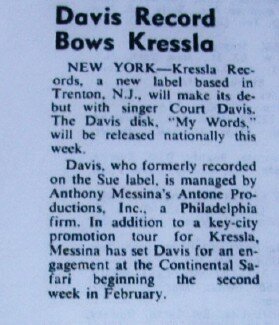 Davis Record
Bows Kressla
NEW YORK—Kressla Rec-
ords, a new label based in
Trenton, N.J., will make its de-
but with singer Court Davis.
The Davis disk, "My Words,"
will be released nationally this
week.
Davis, who formerly recorded
on the Sue label, is managed by
Anthony Messina's Antone Pro-
ductions, Inc., a Philadelphia
firm. In addition to a key-city
promotion tour for Kressla,
Messina has set Davis for an en-
gagement at the Continental Sa-
fari beginning the second
week in February.